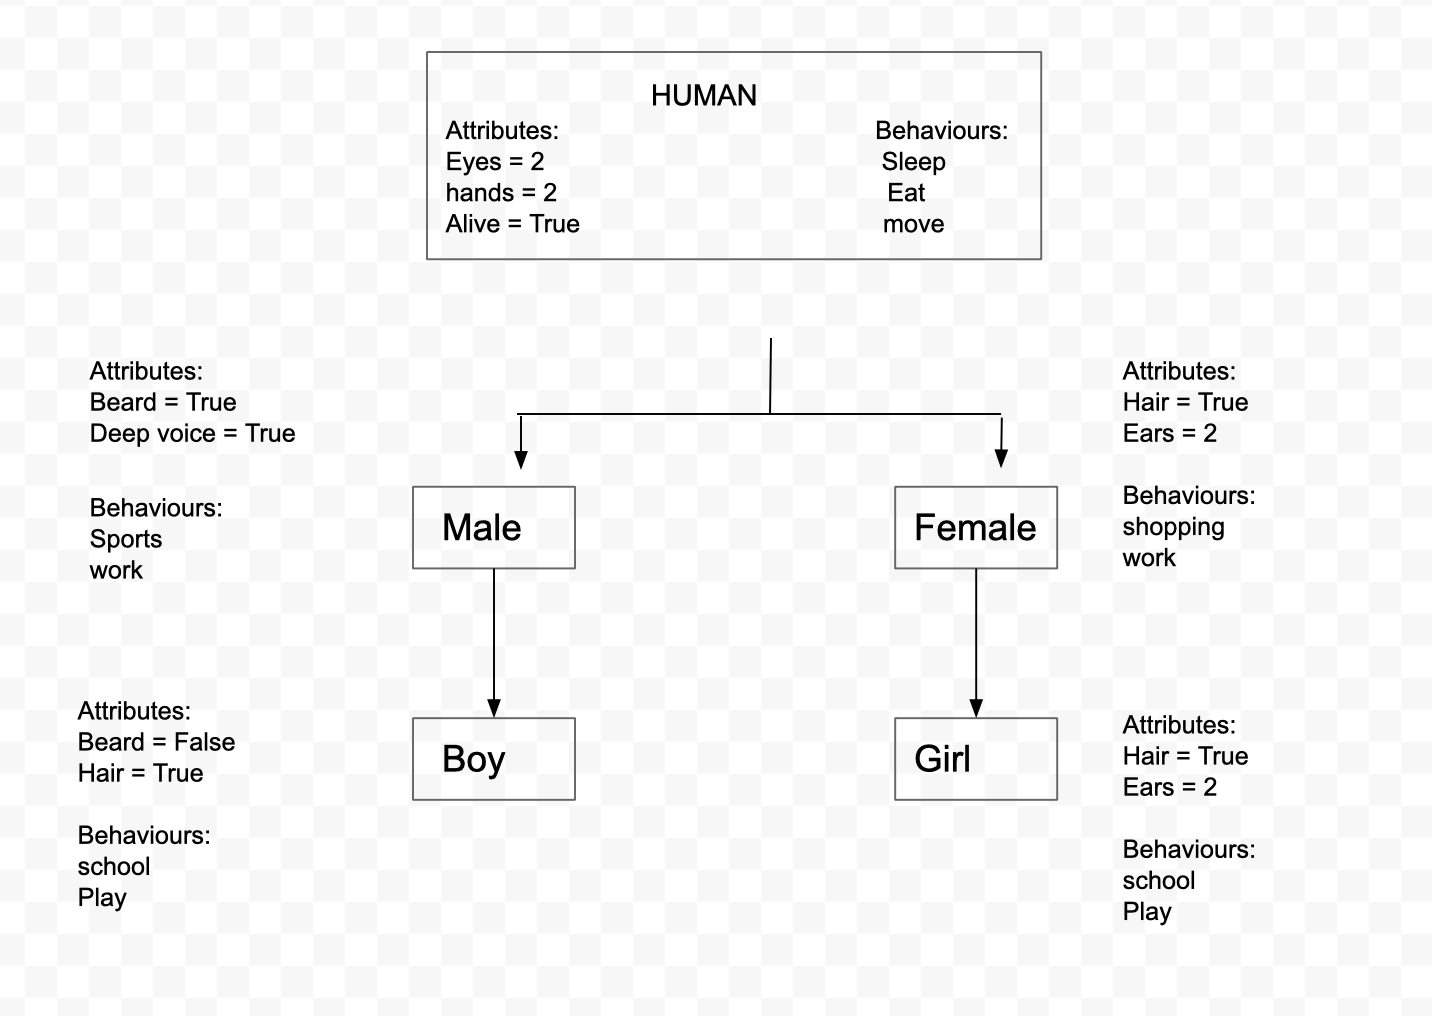 HUMAN
Attributes:
Eyes = 2
hands = 2
Alive = True
Behaviours:
Sleep
Eat
move
Attributes:
Beard = True
Deep voice = True
Behaviours:
Sports
work
Male
Female
Attributes:
Hair = True
Ears = 2
Behaviours:
shopping
work
Attributes:
Beard = False
Hair = True
Behaviours:
school
Play
Boy
Girl
Attributes:
Hair = True
Ears = 2
Behaviours:
school
Play